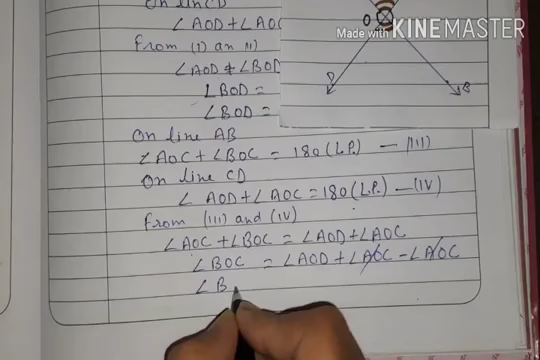 On line CD
∠AOD + ∠AOC
From (I) an II)
∠AOD + ∠BOD
∠BOD =
∠BOD =
On line AB
∠AOC + ∠BOC = 180 (L.P.) — (III)
On line CD
∠AOD + ∠AOC = 180 (L.P.) — (IV)
From (III) and (IV)
∠AOC + ∠BOC = ∠AOD + ∠AOC
∠BOC = ∠AOD + ∠AOC - ∠AOC
∠B
O
D
B
Made with KINEMASTER